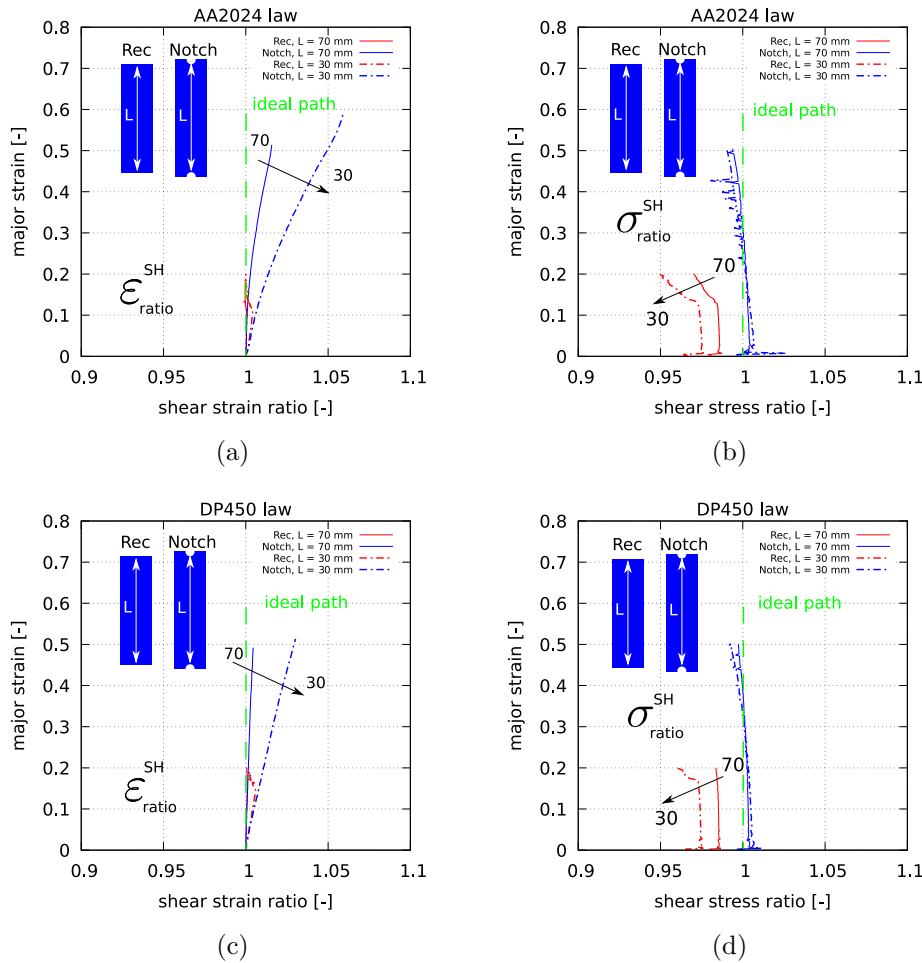 AA2024 law
0.8
0.7
0.6
0.5
0.4
0.3
0.2
0.1
0
major strain [-]
Rec Notch
L L
Rec, L = 70 mm
Notch, L = 70 mm
Rec, L = 30 mm
Notch, L = 30 mm
ideal path
70
30
ε SH ratio
0.9 0.95 1 1.05 1.1
shear strain ratio [-]
(a)
AA2024 law
0.8
0.7
0.6
0.5
0.4
0.3
0.2
0.1
0
major strain [-]
Rec Notch
L L
Rec, L = 70 mm
Notch, L = 70 mm
Rec, L = 30 mm
Notch, L = 30 mm
ideal path
σ SH ratio
70
30
0.9 0.95 1 1.05 1.1
shear stress ratio [-]
(b)
DP450 law
0.8
0.7
0.6
0.5
0.4
0.3
0.2
0.1
0
major strain [-]
Rec Notch
L L
Rec, L = 70 mm
Notch, L = 70 mm
Rec, L = 30 mm
Notch, L = 30 mm
ideal path
70
30
ε SH ratio
0.9 0.95 1 1.05 1.1
shear strain ratio [-]
(c)
DP450 law
0.8
0.7
0.6
0.5
0.4
0.3
0.2
0.1
0
major strain [-]
Rec Notch
L L
Rec, L = 70 mm
Notch, L = 70 mm
Rec, L = 30 mm
Notch, L = 30 mm
ideal path
σ SH ratio
70
30
0.9 0.95 1 1.05 1.1
shear stress ratio [-]
(d)